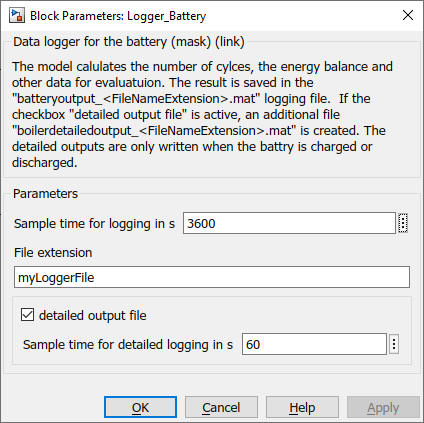 Block Parameters: Logger_Battery
Data logger for the battery (mask) (link)
The model calulates the number of cylces, the energy balance and
other data for evaluatuion. The result is saved in the
"batteryoutput_<FileNameExtension>.mat" logging file.  If the
checkbox "detailed output file" is active, an additional file
"boilerdetailedoutput_<FileNameExtension>.mat" is created. The
detailed outputs are only written when the battry is charged or
discharged.
Parameters
Sample time for logging in s 3600
File extension
myLoggerFile
detailed output file
Sample time for detailed logging in s 60
OK Cancel Help Apply